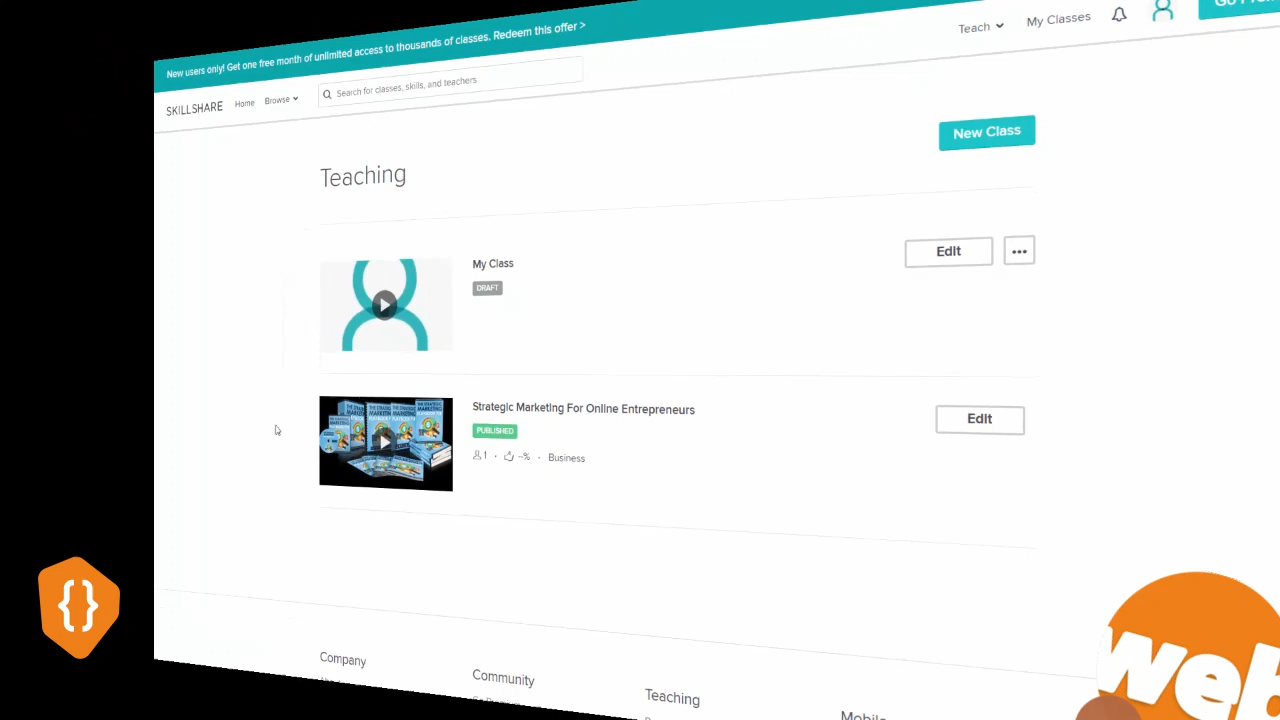 New users only! Get one free month of unlimited access to thousands of classes. Redeem this offer >
Teach
My Classes
SKILLSHARE
Home
Browse
Search for classes, skills, and teachers
New Class
Teaching
My Class
DRAFT
Edit
Strategic Marketing For Online Entrepreneurs
PUBLISHED
1 · --% · Business
Edit
Company
Community
Teaching
Mobile
{}
web